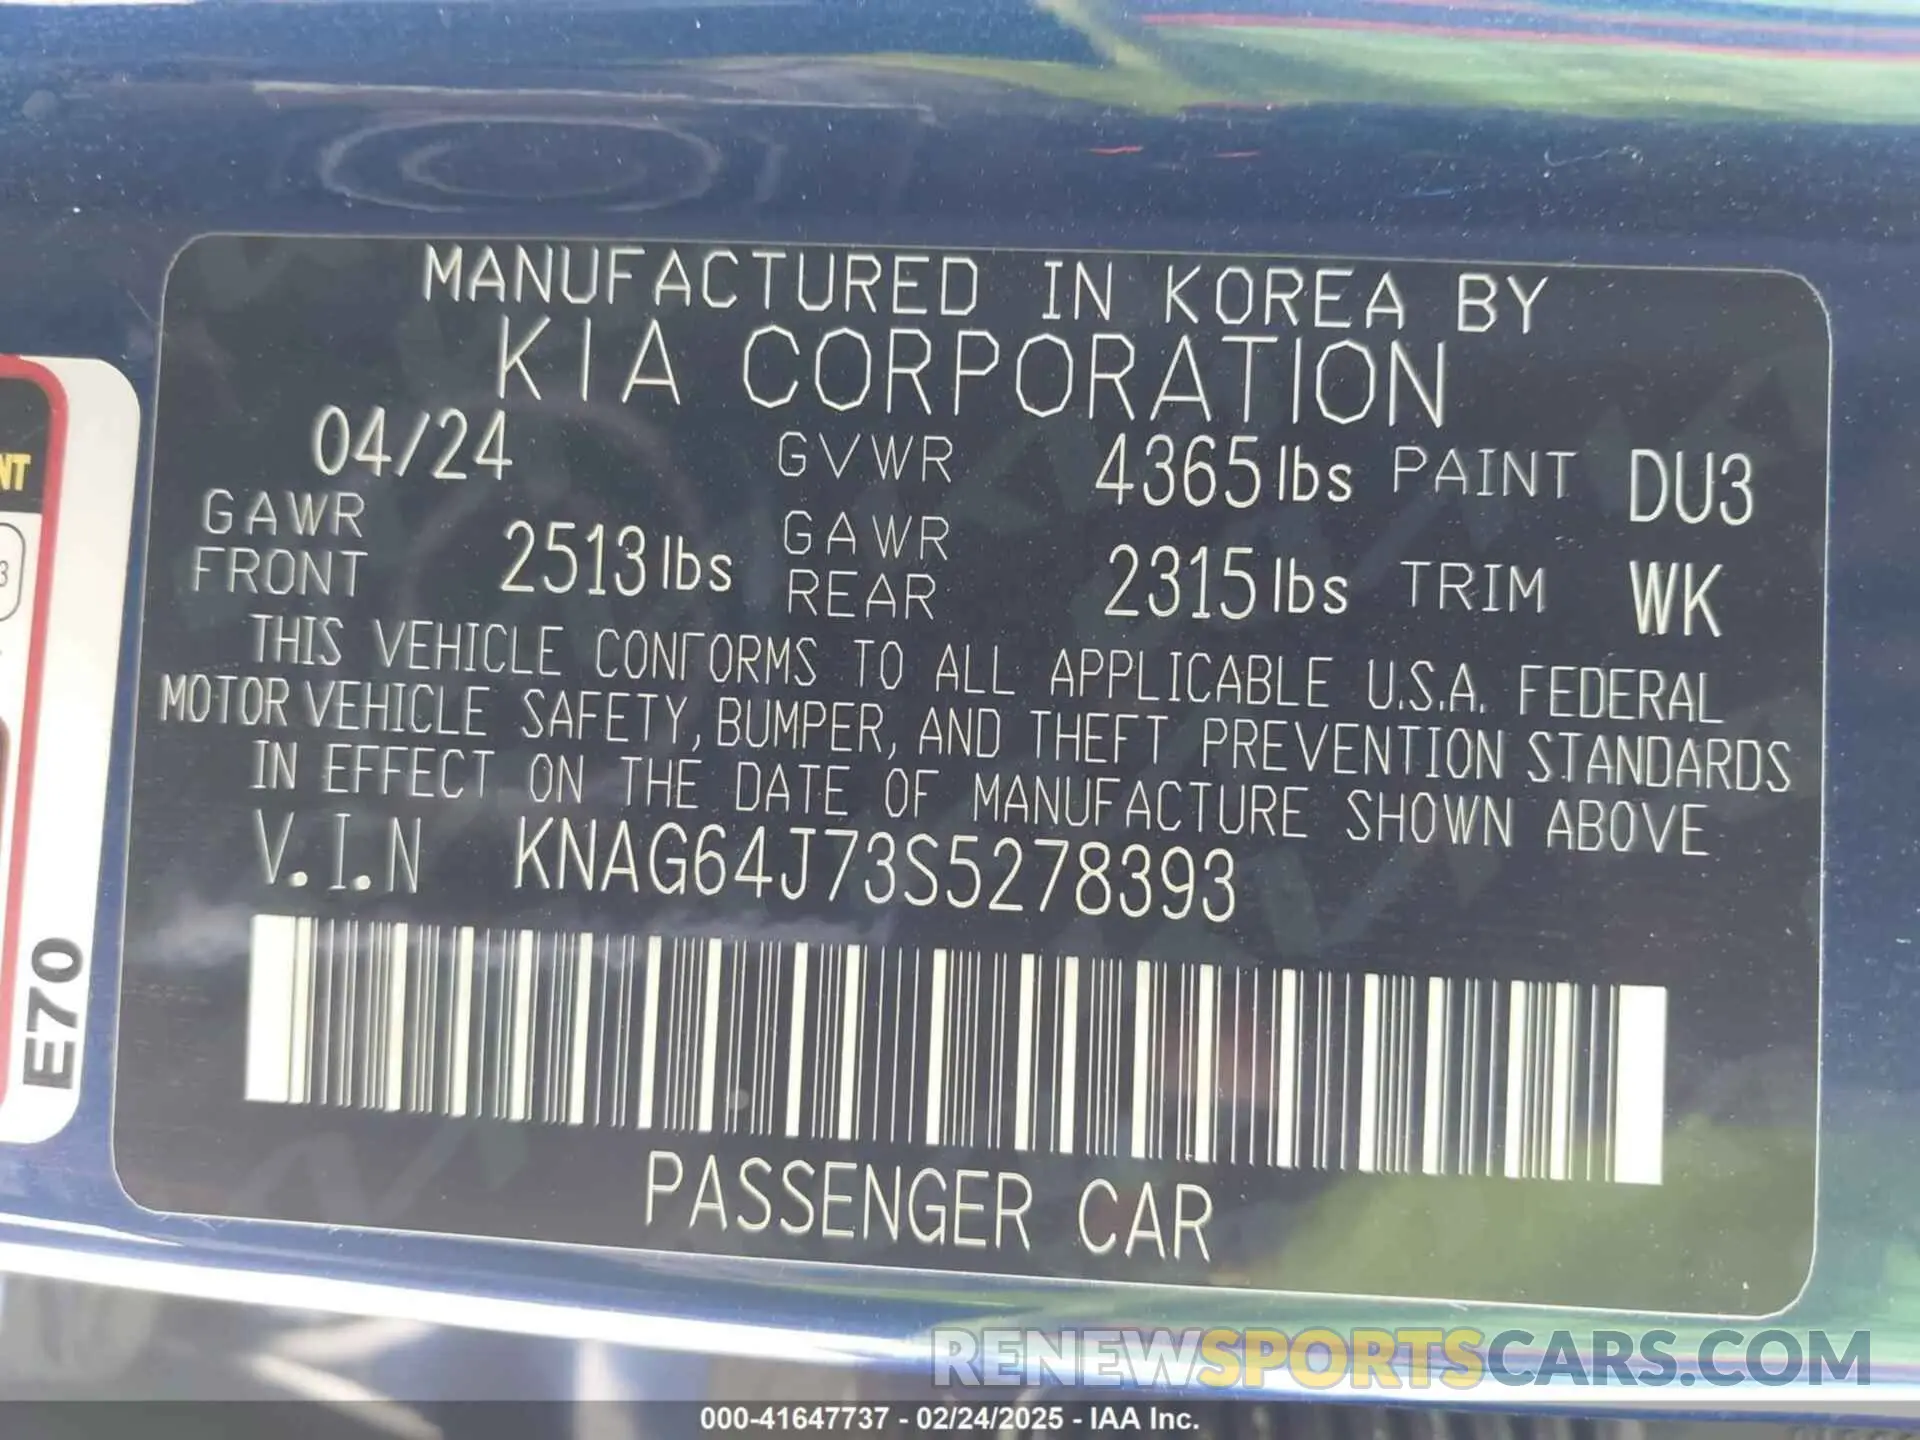 MANUFACTURED IN KOREA BY
KIA CORPORATION
04/24 GVWR 4365 lbs PAINT DU3
GAWR FRONT 2513 lbs GAWR REAR 2315 lbs TRIM WK
THIS VEHICLE CONFORMS TO ALL APPLICABLE U.S.A. FEDERAL
MOTOR VEHICLE SAFETY, BUMPER, AND THEFT PREVENTION STANDARDS
IN EFFECT ON THE DATE OF MANUFACTURE SHOWN ABOVE
V.I.N KNAG64J73S5278393
PASSENGER CAR
NT
3
E70
RENEWSPORTSCARS.COM
000-41647737 - 02/24/2025 - IAA Inc.